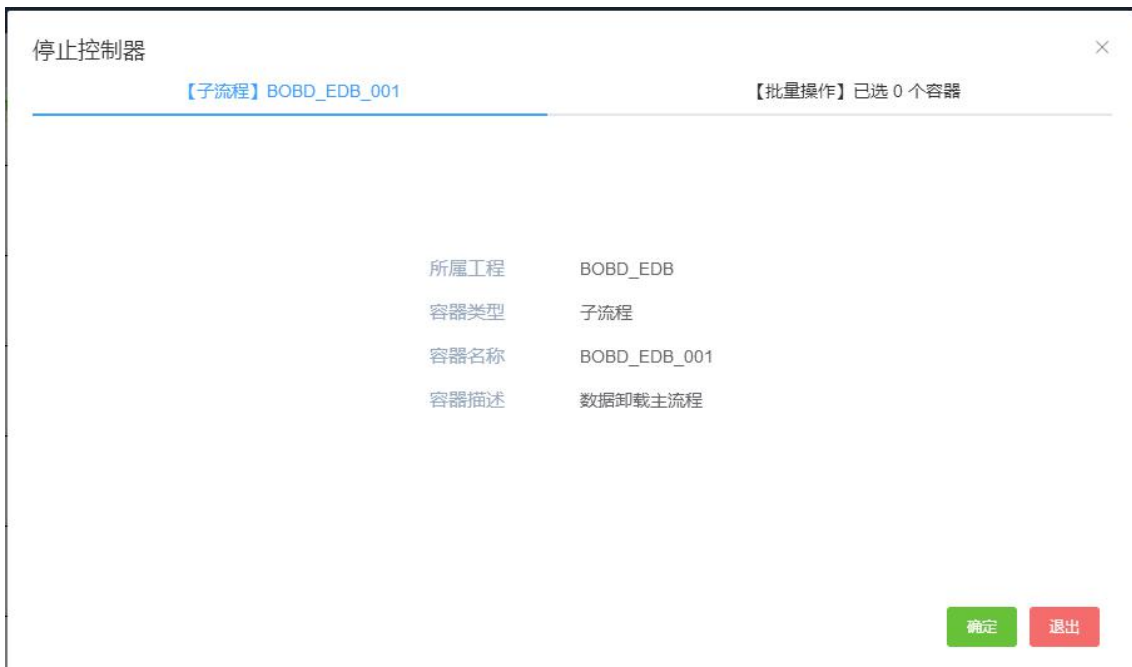 停止控制器
【子流程】BOBD_EDB_001 【批量操作】已选 0 个容器
所属工程 BOBD_EDB
容器类型 子流程
容器名称 BOBD_EDB_001
容器描述 数据卸载主流程
确定 退出